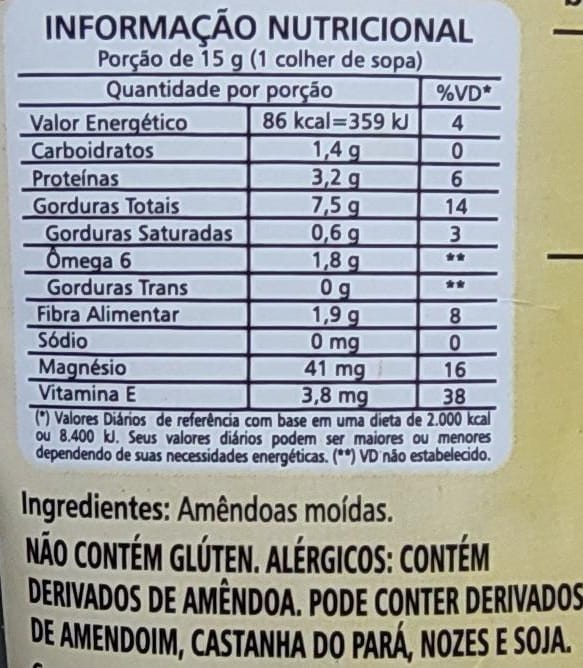 INFORMAÇÃO NUTRICIONAL
Porção de 15 g (1 colher de sopa)
Quantidade por porção %VD*
Valor Energético 86 kcal=359 kJ 4
Carboidratos 1,4 g 0
Proteínas 3,2 g 6
Gorduras Totais 7,5 g 14
Gorduras Saturadas 0,6 g 3
Ômega 6 1,8 g **
Gorduras Trans 0 g **
Fibra Alimentar 1,9 g 8
Sódio 0 mg 0
Magnésio 41 mg 16
Vitamina E 3,8 mg 38
(*) Valores Diários de referência com base em uma dieta de 2.000 kcal
ou 8.400 kJ. Seus valores diários podem ser maiores ou menores
dependendo de suas necessidades energéticas. (**) VD não estabelecido.
Ingredientes: Amêndoas moídas.
NÃO CONTÉM GLÚTEN. ALÉRGICOS: CONTÉM
DERIVADOS DE AMÊNDOA. PODE CONTER DERIVADOS
DE AMENDOIM, CASTANHA DO PARÁ, NOZES E SOJA.